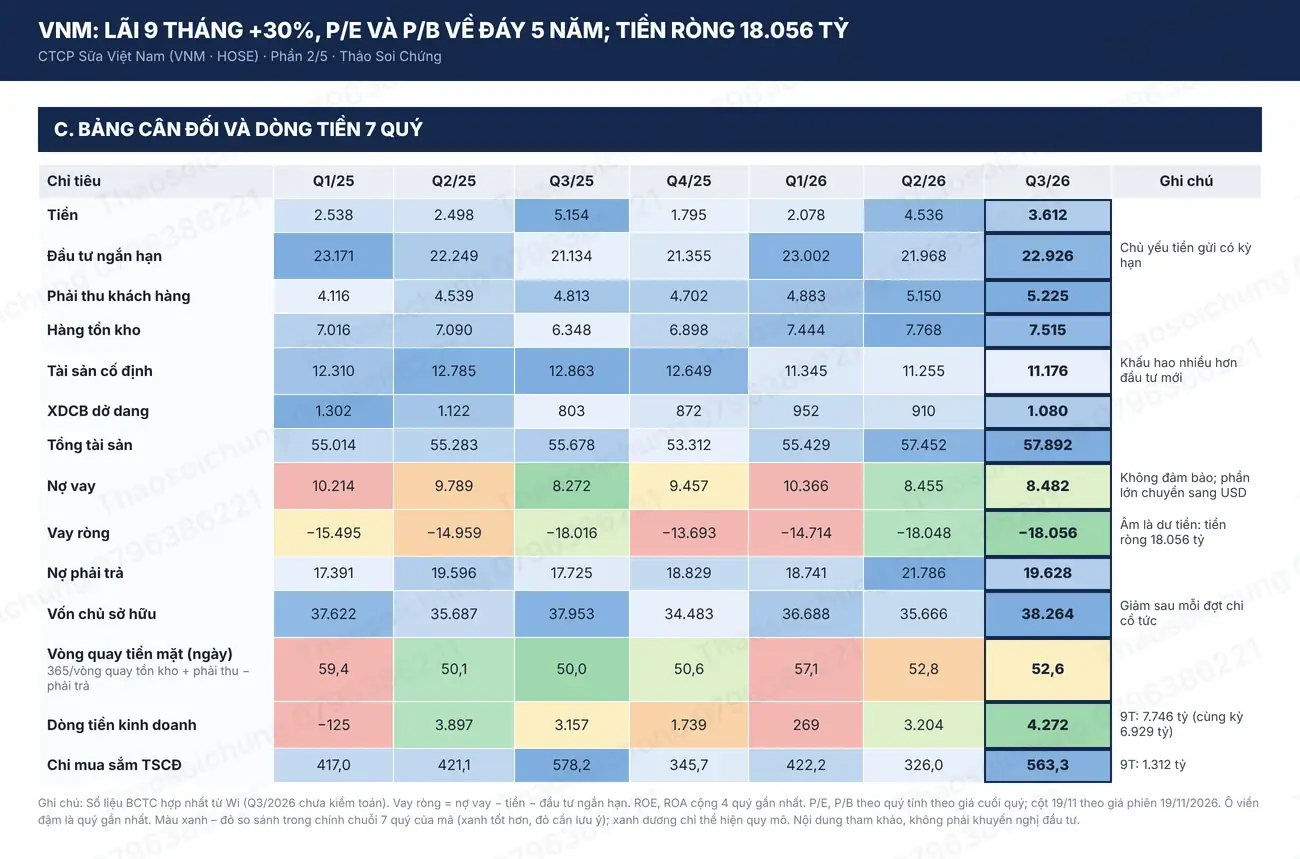 VNM: LÃI 9 THÁNG +30%, P/E VÀ P/B VỀ ĐÁY 5 NĂM; TIỀN RÒNG 18.056 TỶ
CTCP Sữa Việt Nam (VNM · HOSE) · Phần 2/5 · Thảo Soi Chứng
C. BẢNG CÂN ĐỐI VÀ DÒNG TIỀN 7 QUÝ
Chỉ tiêu Q1/25 Q2/25 Q3/25 Q4/25 Q1/26 Q2/26 Q3/26 Ghi chú
Tiền 2.538 2.498 5.154 1.795 2.078 4.536 3.612
Đầu tư ngắn hạn 23.171 22.249 21.134 21.355 23.002 21.968 22.926 Chủ yếu tiền gửi có kỳ
hạn
Phải thu khách hàng 4.116 4.539 4.813 4.702 4.883 5.150 5.225
Hàng tồn kho 7.016 7.090 6.348 6.898 7.444 7.768 7.515
Tài sản cố định 12.310 12.785 12.863 12.649 11.345 11.255 11.176 Khấu hao nhiều hơn
đầu tư mới
XDCB dở dang 1.302 1.122 803 872 952 910 1.080
Tổng tài sản 55.014 55.283 55.678 53.312 55.429 57.452 57.892
Nợ vay 10.214 9.789 8.272 9.457 10.366 8.455 8.482 Không đảm bảo; phần
lớn chuyển sang USD
Vay ròng −15.495 −14.959 −18.016 −13.693 −14.714 −18.048 −18.056 Âm là dư tiền: tiền
ròng 18.056 tỷ
Nợ phải trả 17.391 19.596 17.725 18.829 18.741 21.786 19.628
Vốn chủ sở hữu 37.622 35.687 37.953 34.483 36.688 35.666 38.264 Giảm sau mỗi đợt chi
cổ tức
Vòng quay tiền mặt (ngày) 59,4 50,1 50,0 50,6 57,1 52,8 52,6
365/vòng quay tồn kho + phải thu −
phải trả
Dòng tiền kinh doanh −125 3.897 3.157 1.739 269 3.204 4.272 9T: 7.746 tỷ (cùng kỳ
6.929 tỷ)
Chi mua sắm TSCĐ 417,0 421,1 578,2 345,7 422,2 326,0 563,3 9T: 1.312 tỷ
Ghi chú: Số liệu BCTC hợp nhất từ Wi (Q3/2026 chưa kiểm toán). Vay ròng = nợ vay − tiền − đầu tư ngắn hạn. ROE, ROA cộng 4 quý gần nhất. P/E, P/B theo quý tính theo giá cuối quý; cột 19/11 theo giá phiên 19/11/2026. Ô viền
đậm là quý gần nhất. Màu xanh – đỏ so sánh trong chính chuỗi 7 quý của mã (xanh tốt hơn, đỏ cần lưu ý); xanh dương chỉ thể hiện quy mô. Nội dung tham khảo, không phải khuyến nghị đầu tư.
Thaosoichung 0796386221